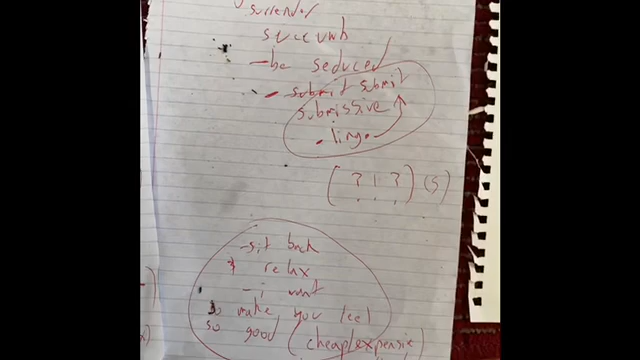 surrender
succumb
- be seduced
- submit submit
submissive
. lingo
( ? ! ? ) (s)
- sit back
& relax
- i want
to make you feel
so good (cheap/expensive)